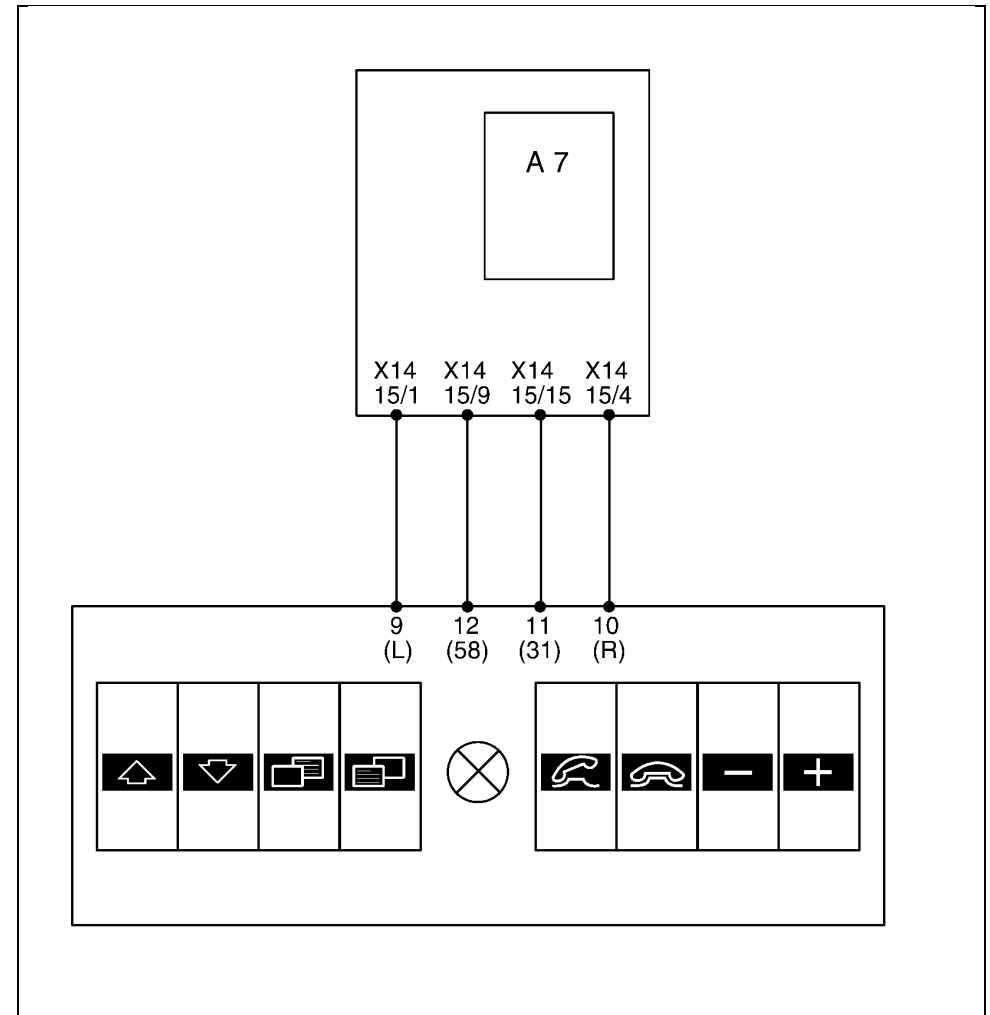 A 7
X14 X14 X14 X14
15/1 15/9 15/15 15/4
9 12 11 10
(L) (58) (31) (R)
− +